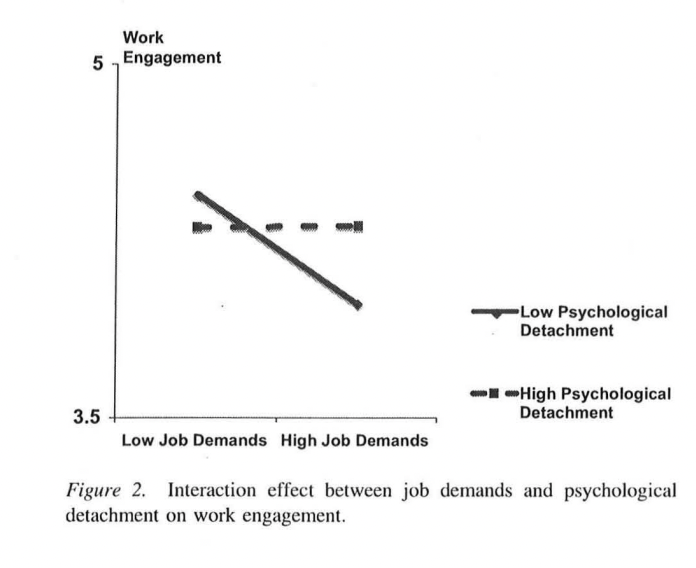 Work
Engagement
5
3.5
Low Job Demands High Job Demands
Low Psychological
Detachment
High Psychological
Detachment
Figure 2. Interaction effect between job demands and psychological
detachment on work engagement.